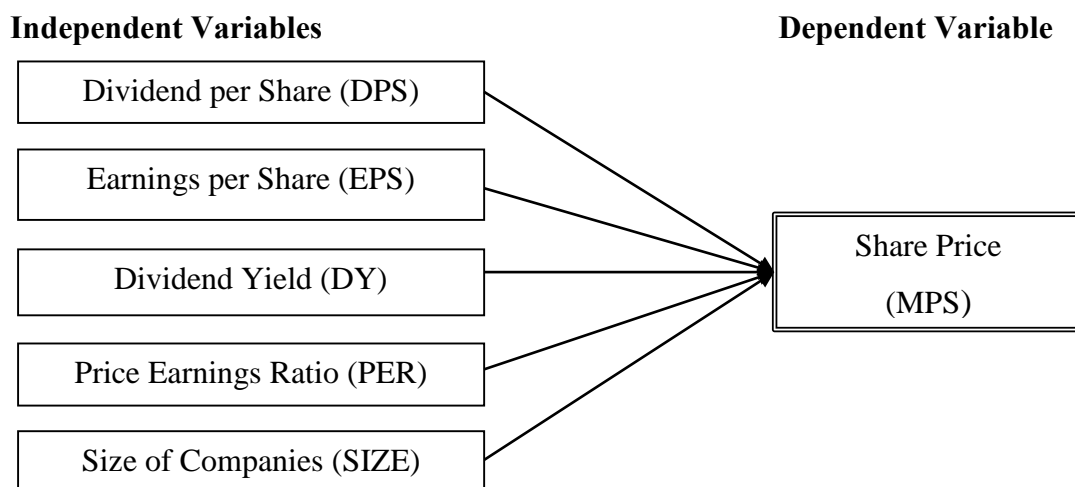 Independent Variables
Dependent Variable
Dividend per Share (DPS)
Earnings per Share (EPS)
Dividend Yield (DY)
Price Earnings Ratio (PER)
Size of Companies (SIZE)
Share Price
(MPS)